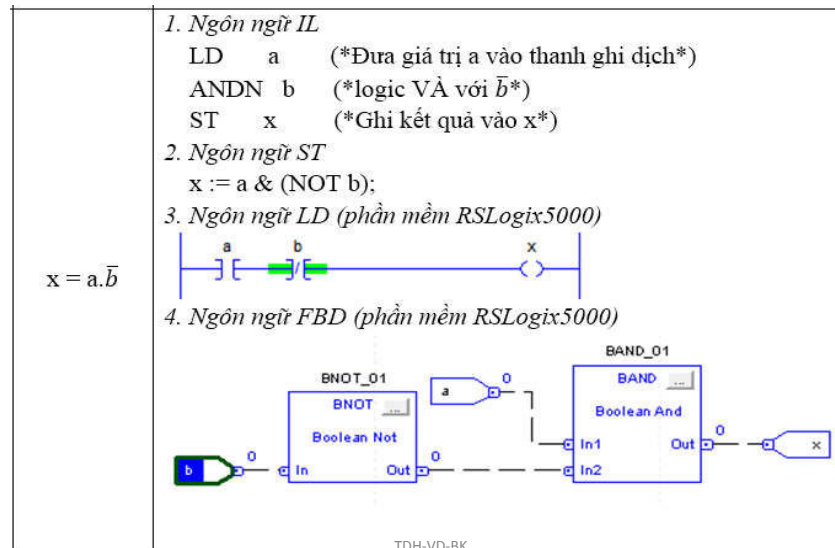 1. Ngôn ngữ IL
LD a (*Đưa giá trị a vào thanh ghi dịch*)
ANDN b (*logic VÀ với b̅*)
ST x (*Ghi kết quả vào x*)
2. Ngôn ngữ ST
x := a & (NOT b);
3. Ngôn ngữ LD (phần mềm RSLogix5000)
a b x
x = a.b̅
4. Ngôn ngữ FBD (phần mềm RSLogix5000)
BAND_01
BNOT_01
a 0
BAND ...
BNOT ...
Boolean And
Boolean Not
b 0
In Out 0
In1 Out 0
x
In2
TDH-VD-BK